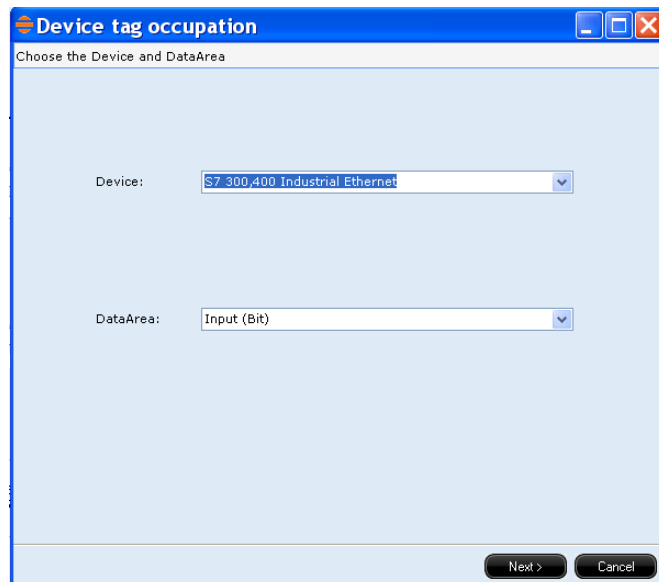 Device tag occupation
Choose the Device and DataArea
Device: S7 300,400 Industrial Ethernet
DataArea: Input (Bit)
Next > Cancel